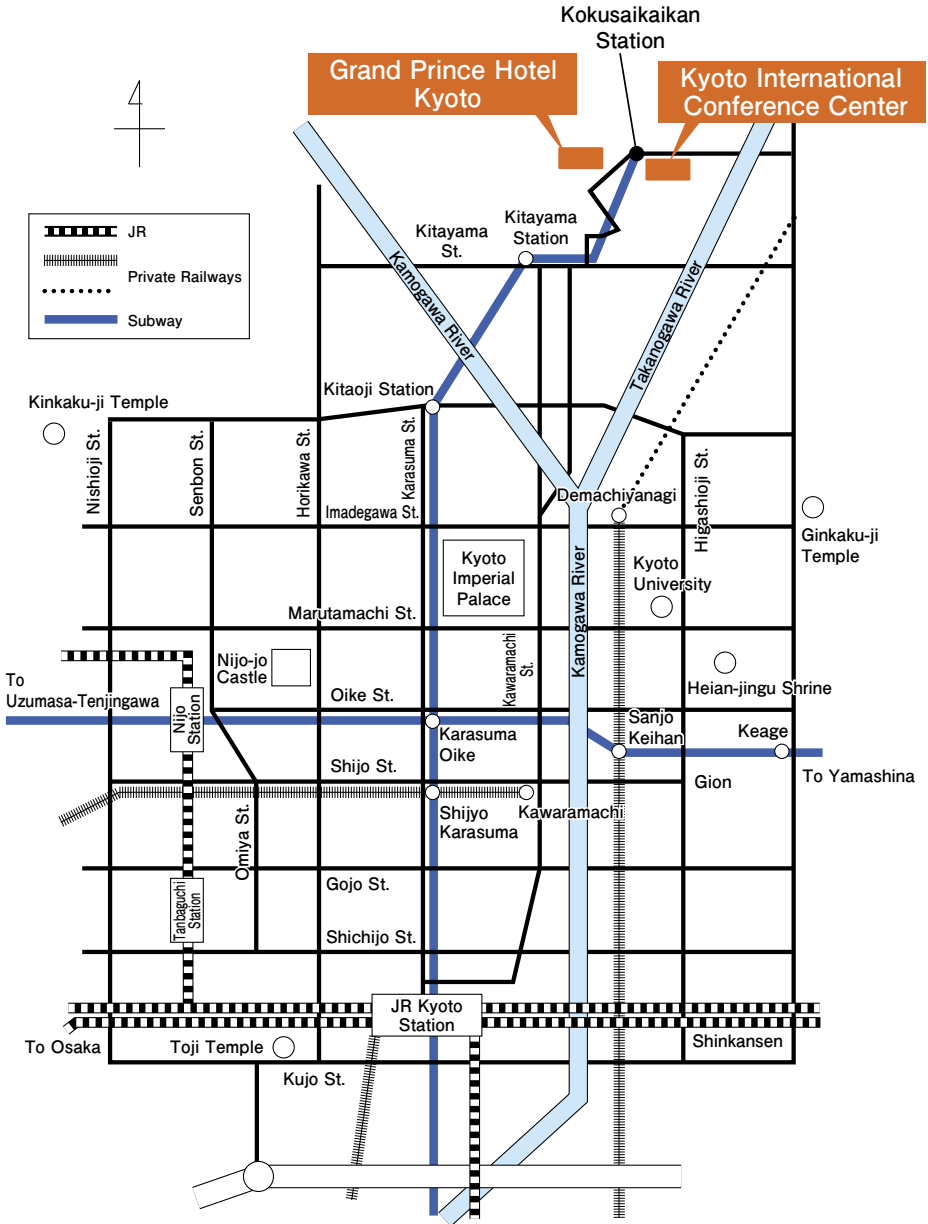 Kokusaikaikan
Station
Grand Prince Hotel
Kyoto
Kyoto International
Conference Center
JR
Private Railways
Subway
Kitayama
St.
Kitayama
Station
Kamogawa River
Takanogawa River
Kitaoji Station
Kinkaku-ji Temple
Nishioji St.
Senbon St.
Horikawa St.
Karasuma St.
Imadegawa St.
Demachiyanagi
Higashioji St.
Ginkaku-ji
Temple
Kyoto
Imperial
Palace
Kyoto
University
Kamogawa River
Marutamachi St.
Kawaramachi
St.
Nijo-jo
Castle
Heian-jingu Shrine
To
Uzumasa-Tenjingawa
Oike St.
Nijo
Station
Karasuma
Oike
Sanjo
Keihan
Keage
To Yamashina
Shijo St.
Gion
Shijyo
Karasuma
Kawaramachi
Omiya St.
Gojo St.
Tanbaguchi
Station
Shichijo St.
JR Kyoto
Station
To Osaka
Toji Temple
Shinkansen
Kujo St.